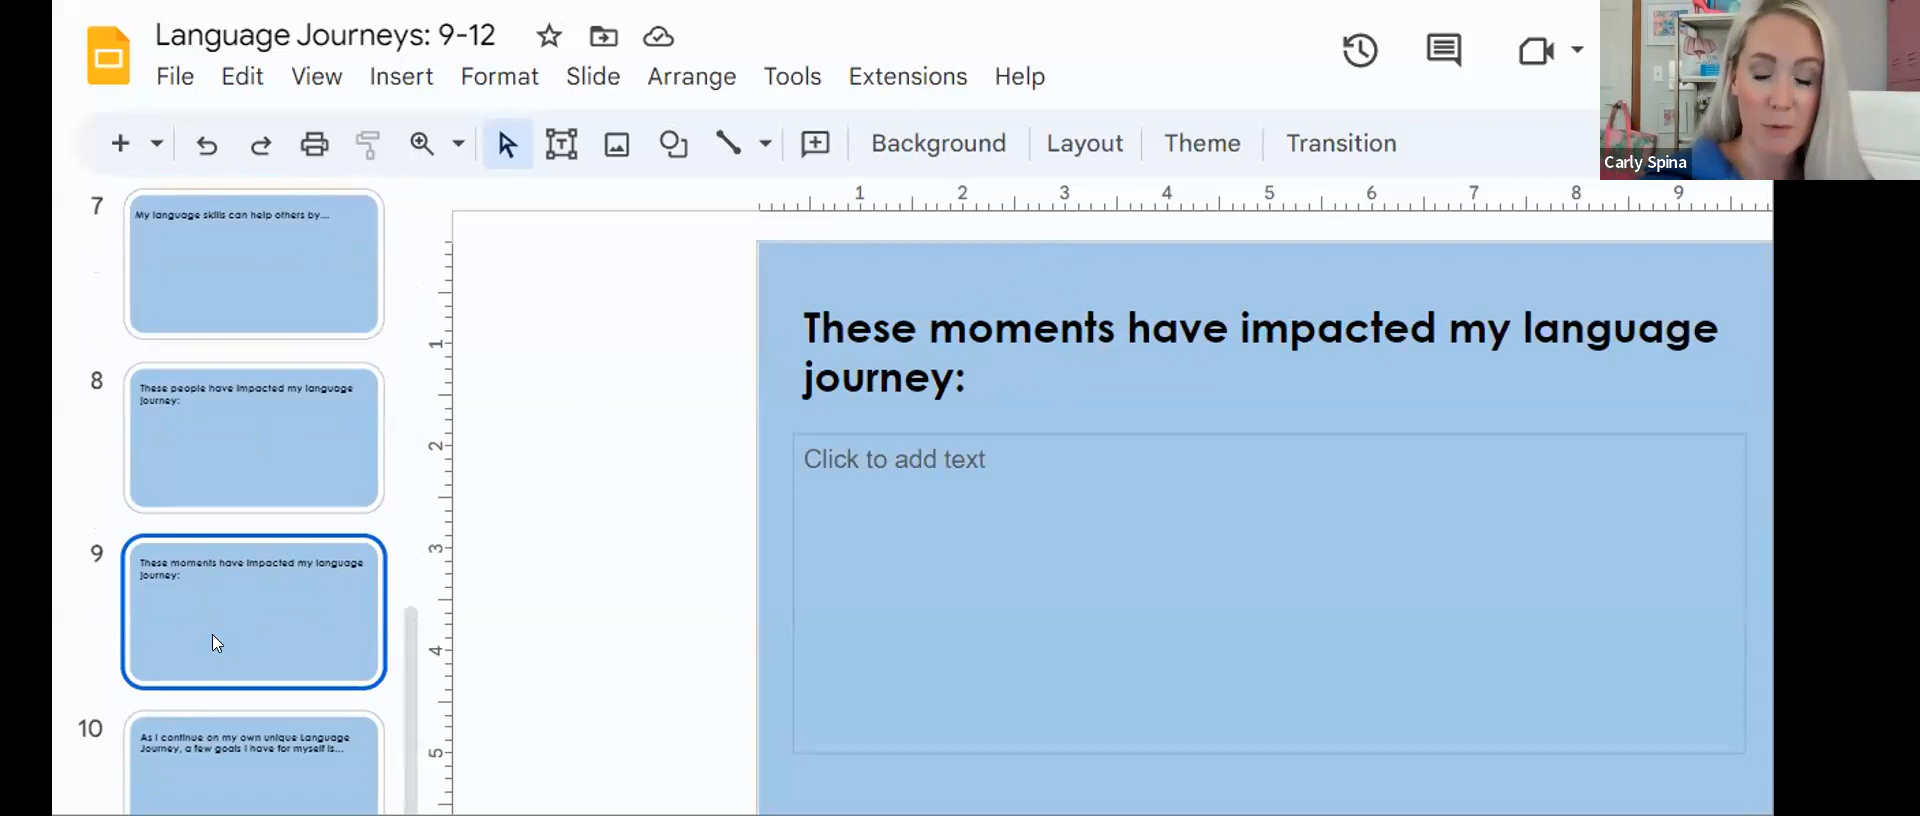 Language Journeys: 9-12
File Edit View Insert Format Slide Arrange Tools Extensions Help
Background Layout Theme Transition
Carly Spina
1 2 3 4 5 6 7 8 9
7
My language skills can help others by...
8
These people have impacted my language
journey:
9
These moments have impacted my language
journey:
10
As I continue on my own unique Language
Journey, a few goals I have for myself is...
1
2
3
4
5
These moments have impacted my language
journey:
Click to add text